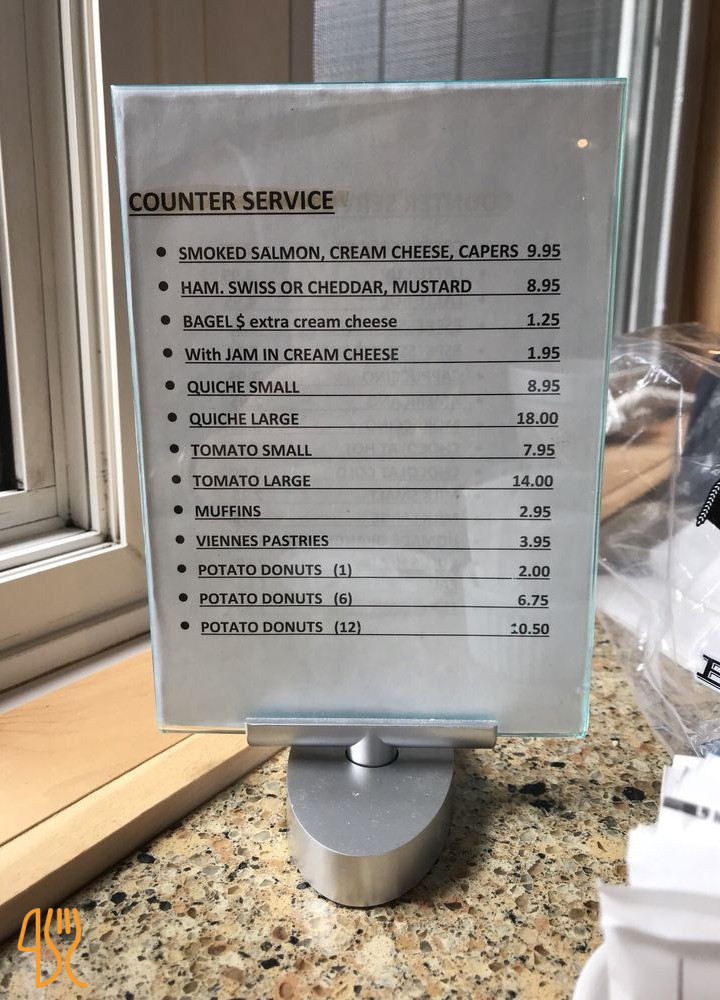 COUNTER SERVICE
• SMOKED SALMON, CREAM CHEESE, CAPERS 9.95
• HAM. SWISS OR CHEDDAR, MUSTARD 8.95
• BAGEL $ extra cream cheese 1.25
• With JAM IN CREAM CHEESE 1.95
• QUICHE SMALL 8.95
• QUICHE LARGE 18.00
• TOMATO SMALL 7.95
• TOMATO LARGE 14.00
• MUFFINS 2.95
• VIENNES PASTRIES 3.95
• POTATO DONUTS (1) 2.00
• POTATO DONUTS (6) 6.75
• POTATO DONUTS (12) 10.50